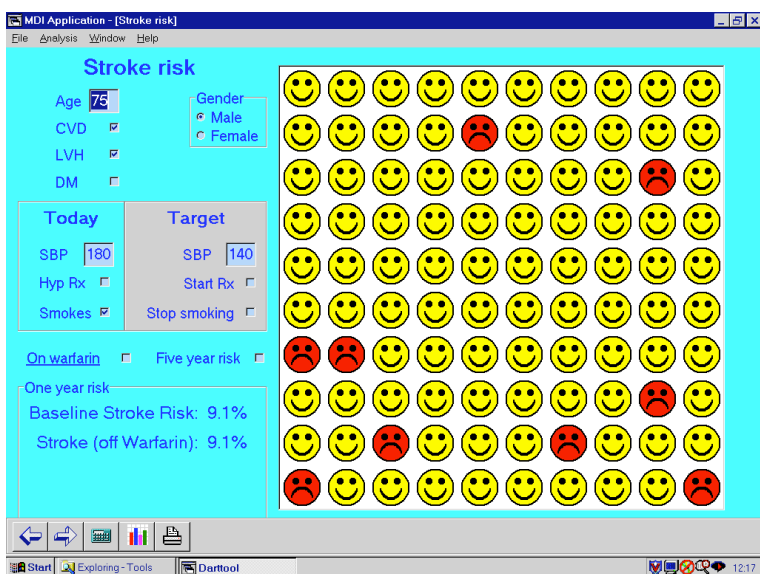 MDI Application - [Stroke risk]
File Analysis Window Help
Stroke risk
Age 75
CVD
LVH
DM
Gender
Male
Female
Today
SBP 180
Hyp Rx
Smokes
Target
SBP 140
Start Rx
Stop smoking
On warfarin
Five year risk
One year risk
Baseline Stroke Risk: 9.1%
Stroke (off Warfarin): 9.1%
Start
Exploring - Tools
Darttool
12:17